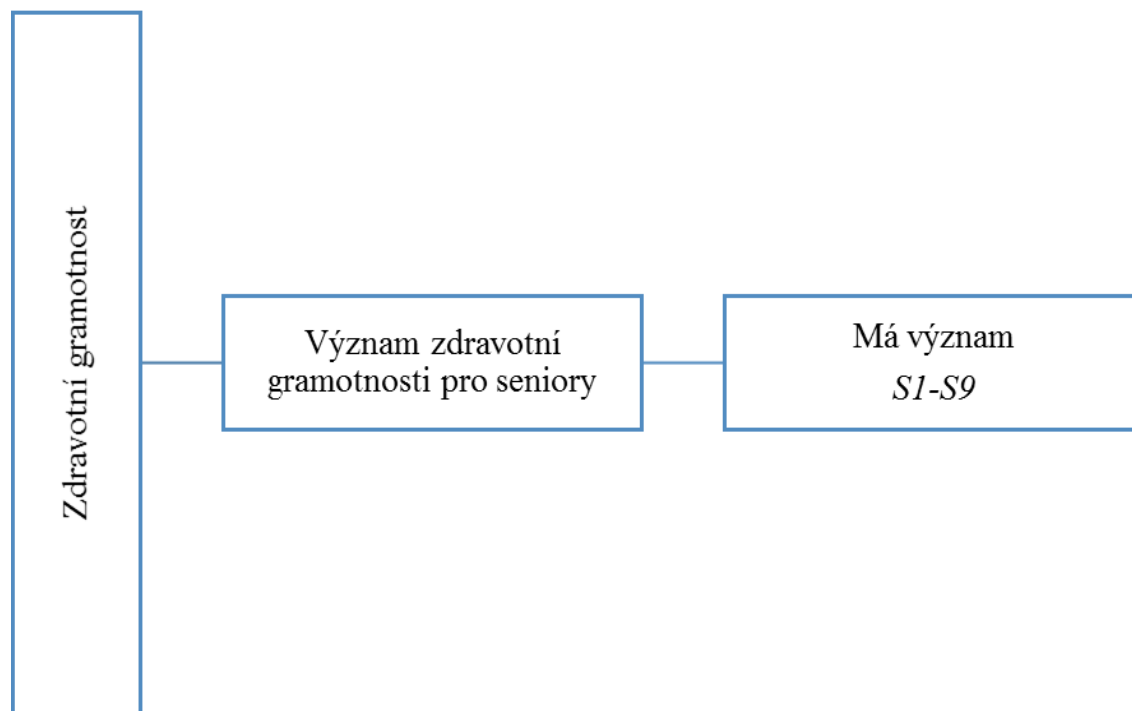 Zdravotní gramotnost
Význam zdravotní
gramotnosti pro seniory
Má význam
S1-S9